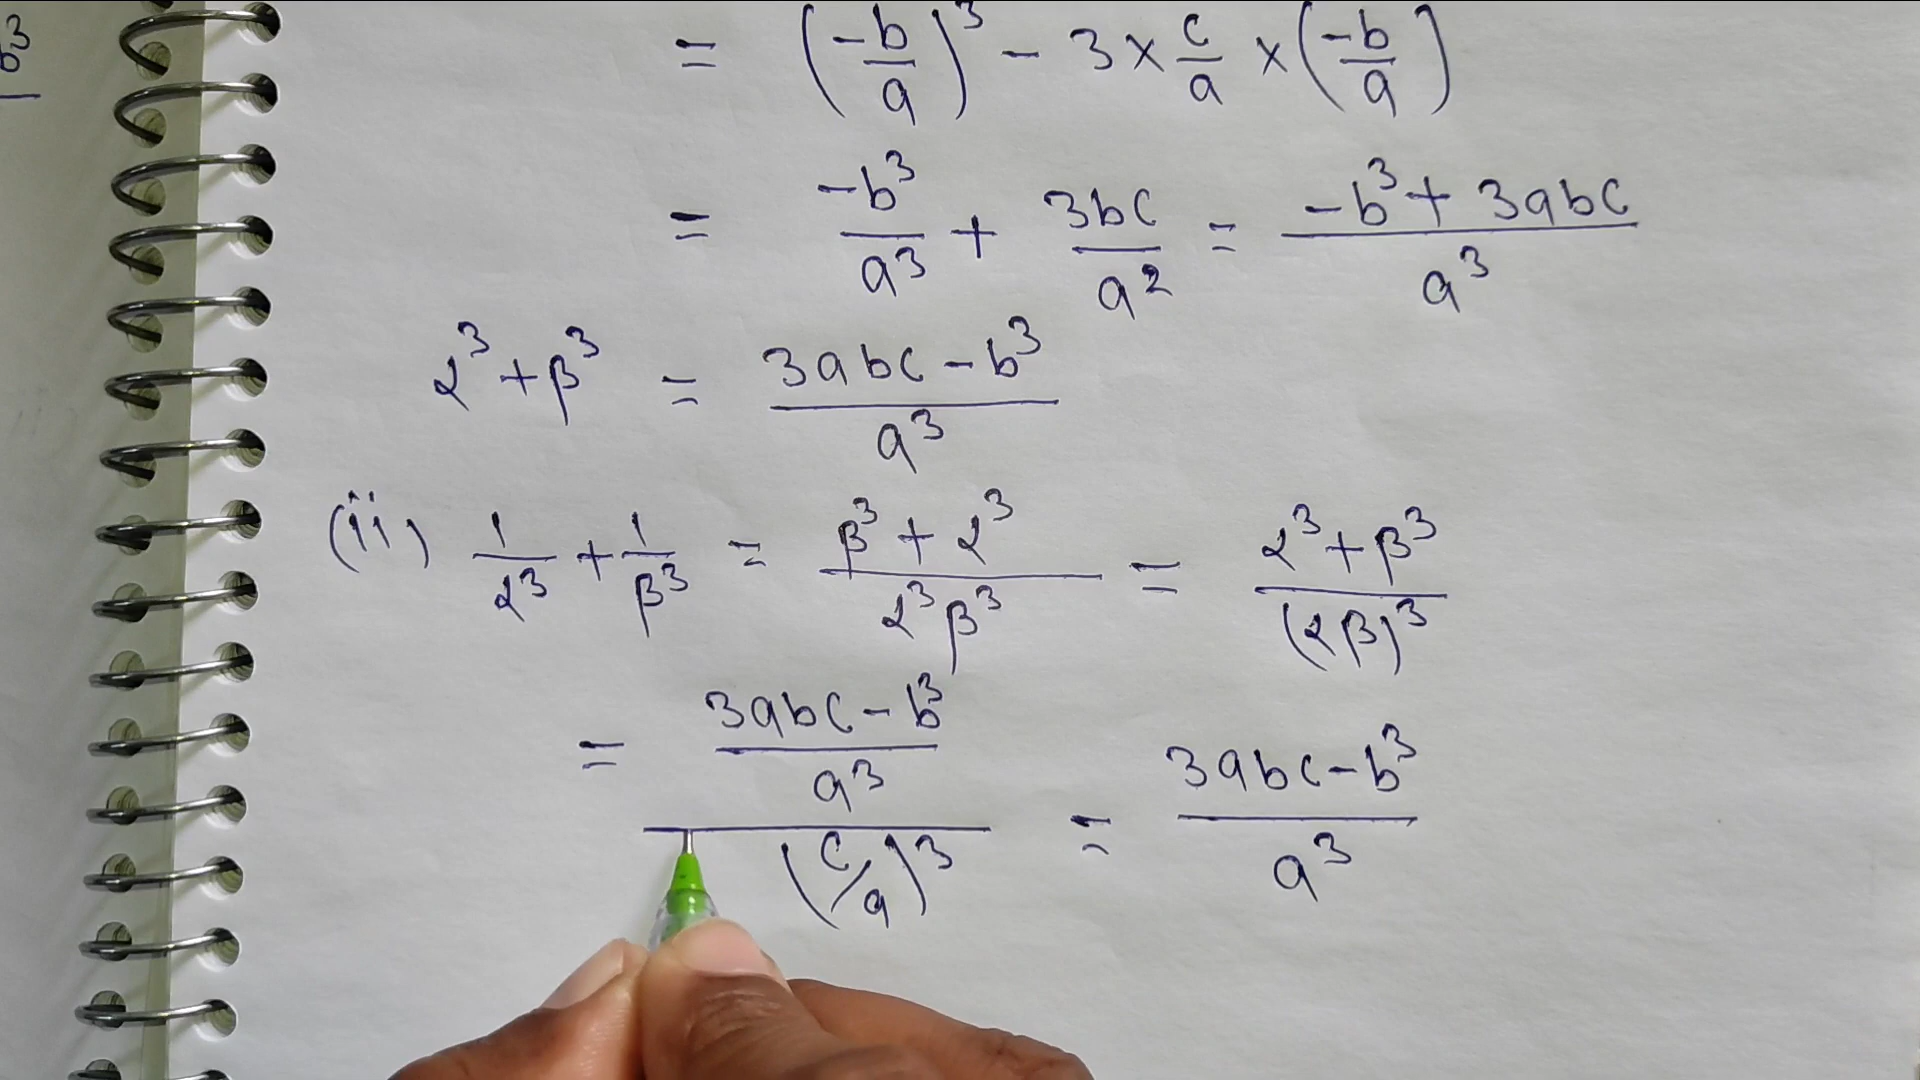 b³
= (-b/a)³ - 3 × c/a × (-b/a)
= -b³/a³ + 3bc/a² = -b³ + 3abc/a³
α³ + β³ = 3abc - b³/a³
(ii) 1/α³ + 1/β³ = β³ + α³/α³β³ = α³ + β³/(αβ)³
= 3abc - b³/a³/(c/a)³ = 3abc - b³/a³